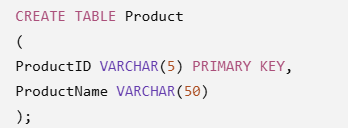 CREATE TABLE Product
(
ProductID VARCHAR(5) PRIMARY KEY,
ProductName VARCHAR(50)
);